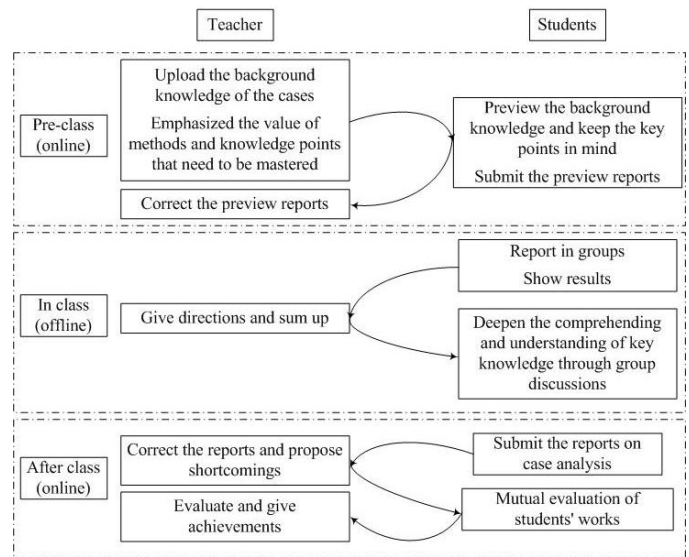 Teacher
Students
Pre-class
(online)
Upload the background
knowledge of the cases
Emphasized the value of
methods and knowledge points
that need to be mastered
Correct the preview reports
Preview the background
knowledge and keep the key
points in mind
Submit the preview reports
In class
(offline)
Give directions and sum up
Report in groups
Show results
Deepen the comprehending
and understanding of key
knowledge through group
discussions
After class
(online)
Correct the reports and propose
shortcomings
Evaluate and give
achievements
Submit the reports on
case analysis
Mutual evaluation of
students' works